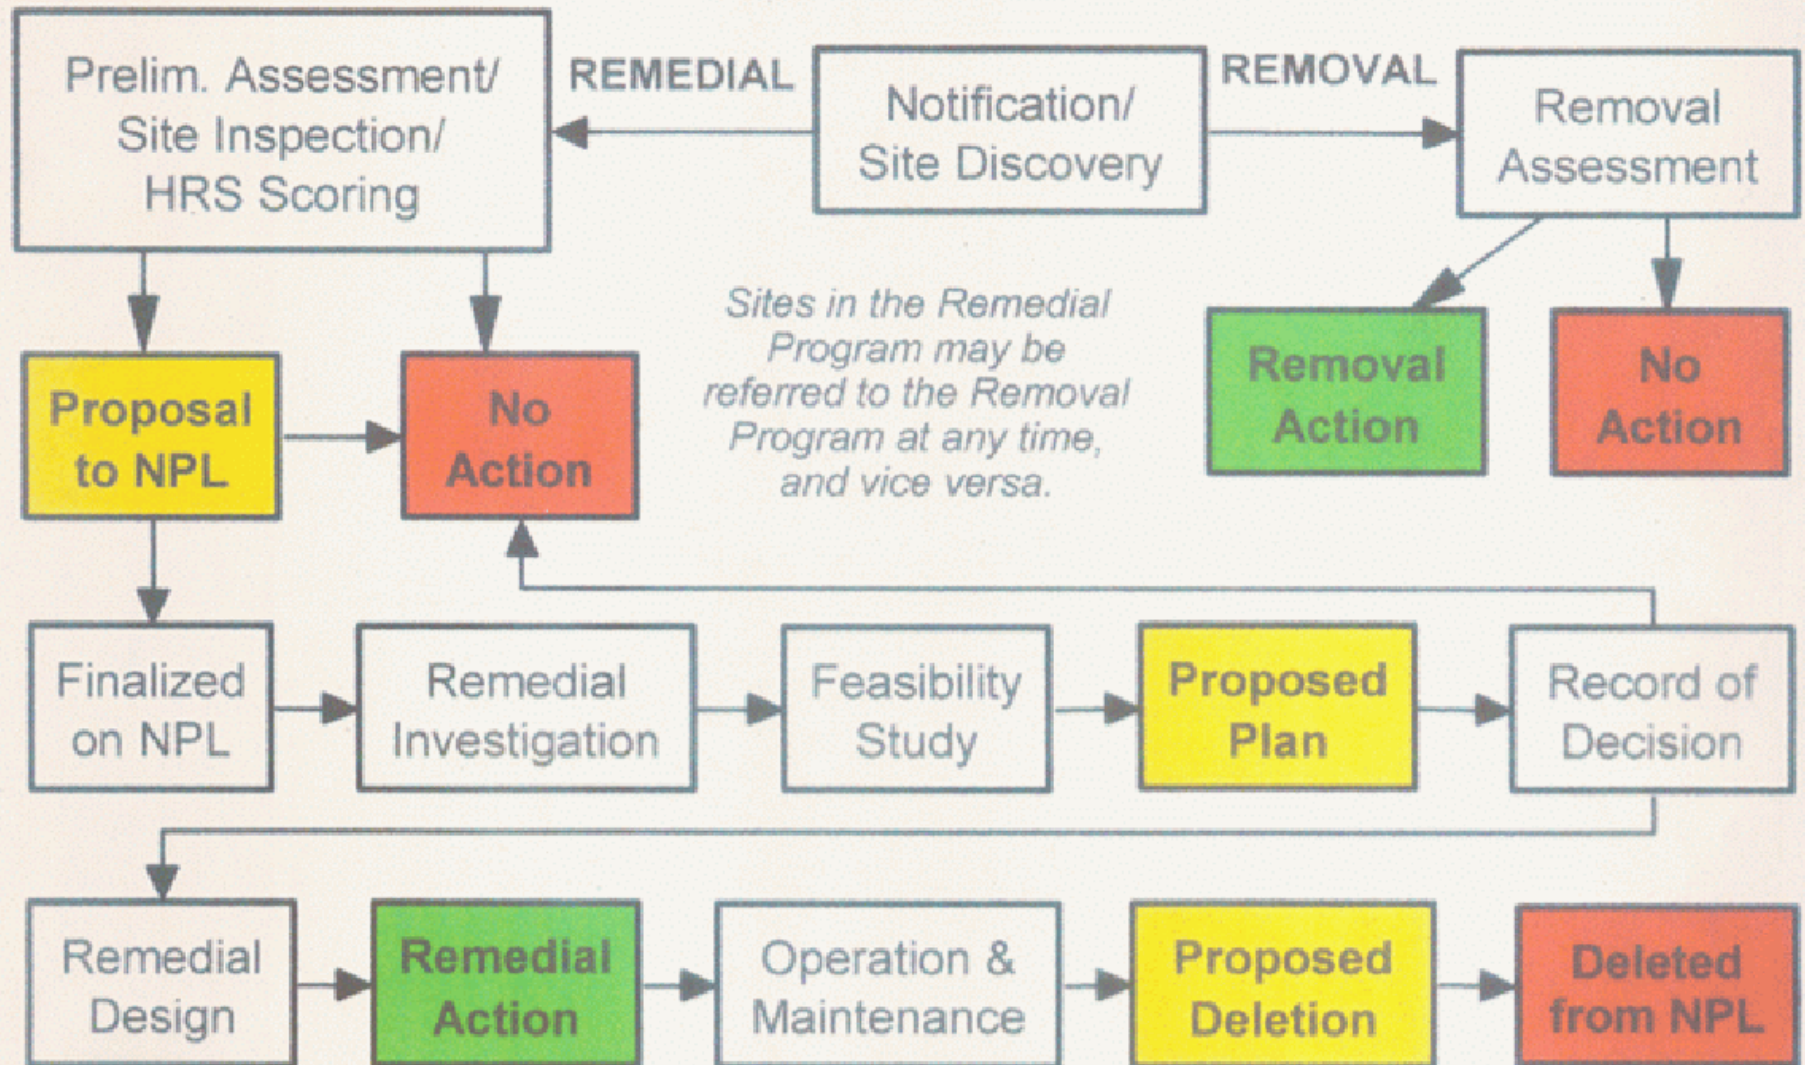 Prelim. Assessment/
Site Inspection/
HRS Scoring
REMEDIAL
Notification/
Site Discovery
REMOVAL
Removal
Assessment
Proposal
to NPL
No
Action
Sites in the Remedial
Program may be
referred to the Removal
Program at any time,
and vice versa.
Removal
Action
No
Action
Finalized
on NPL
Remedial
Investigation
Feasibility
Study
Proposed
Plan
Record of
Decision
Remedial
Design
Remedial
Action
Operation &
Maintenance
Proposed
Deletion
Deleted
from NPL